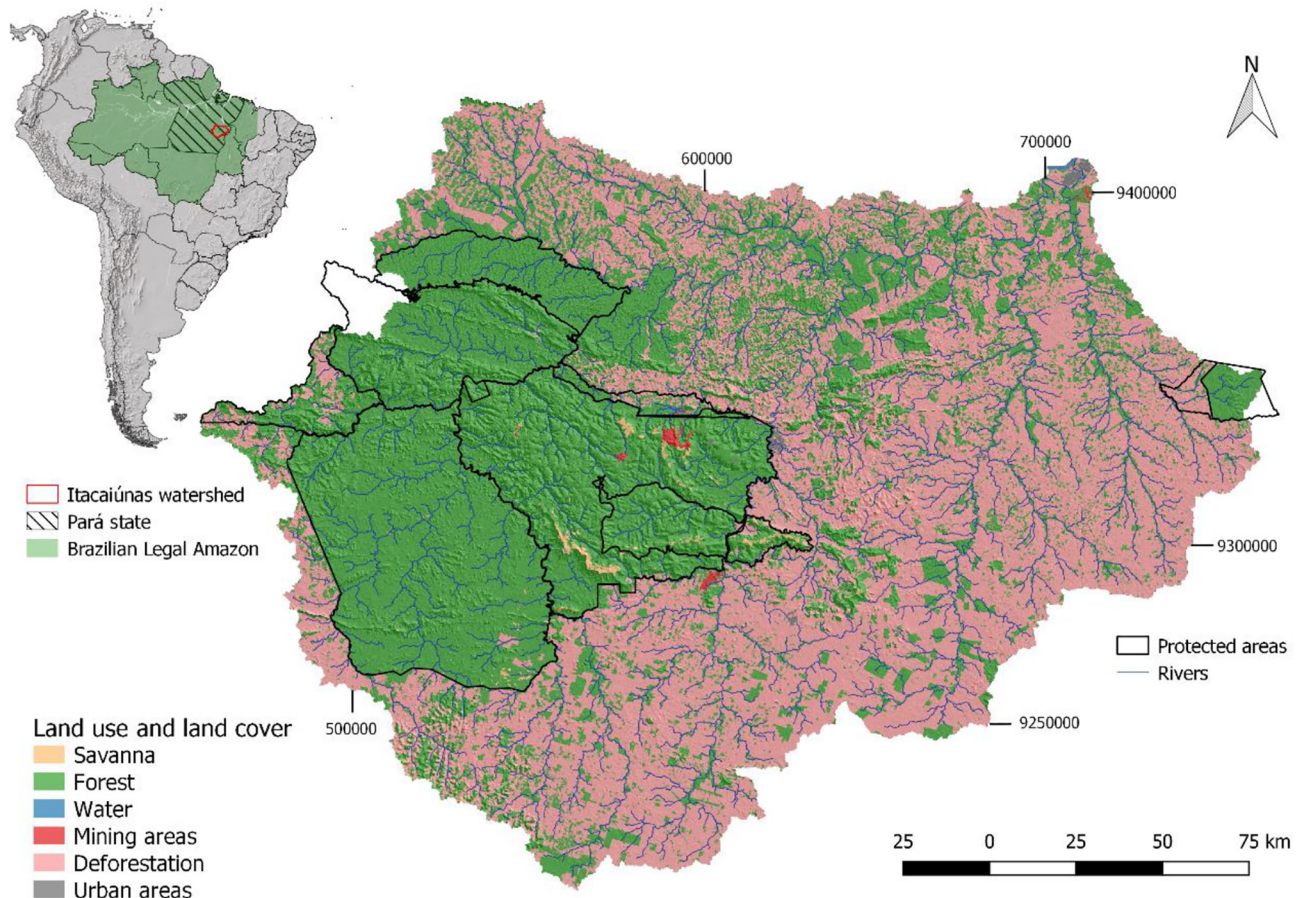 N
700000
600000
9400000
Itacaiúnas watershed
Pará state
Brazilian Legal Amazon
9300000
Protected areas
Rivers
500000
9250000
Land use and land cover
Savanna
Forest
Water
Mining areas
Deforestation
Urban areas
25 0 25 50 75 km